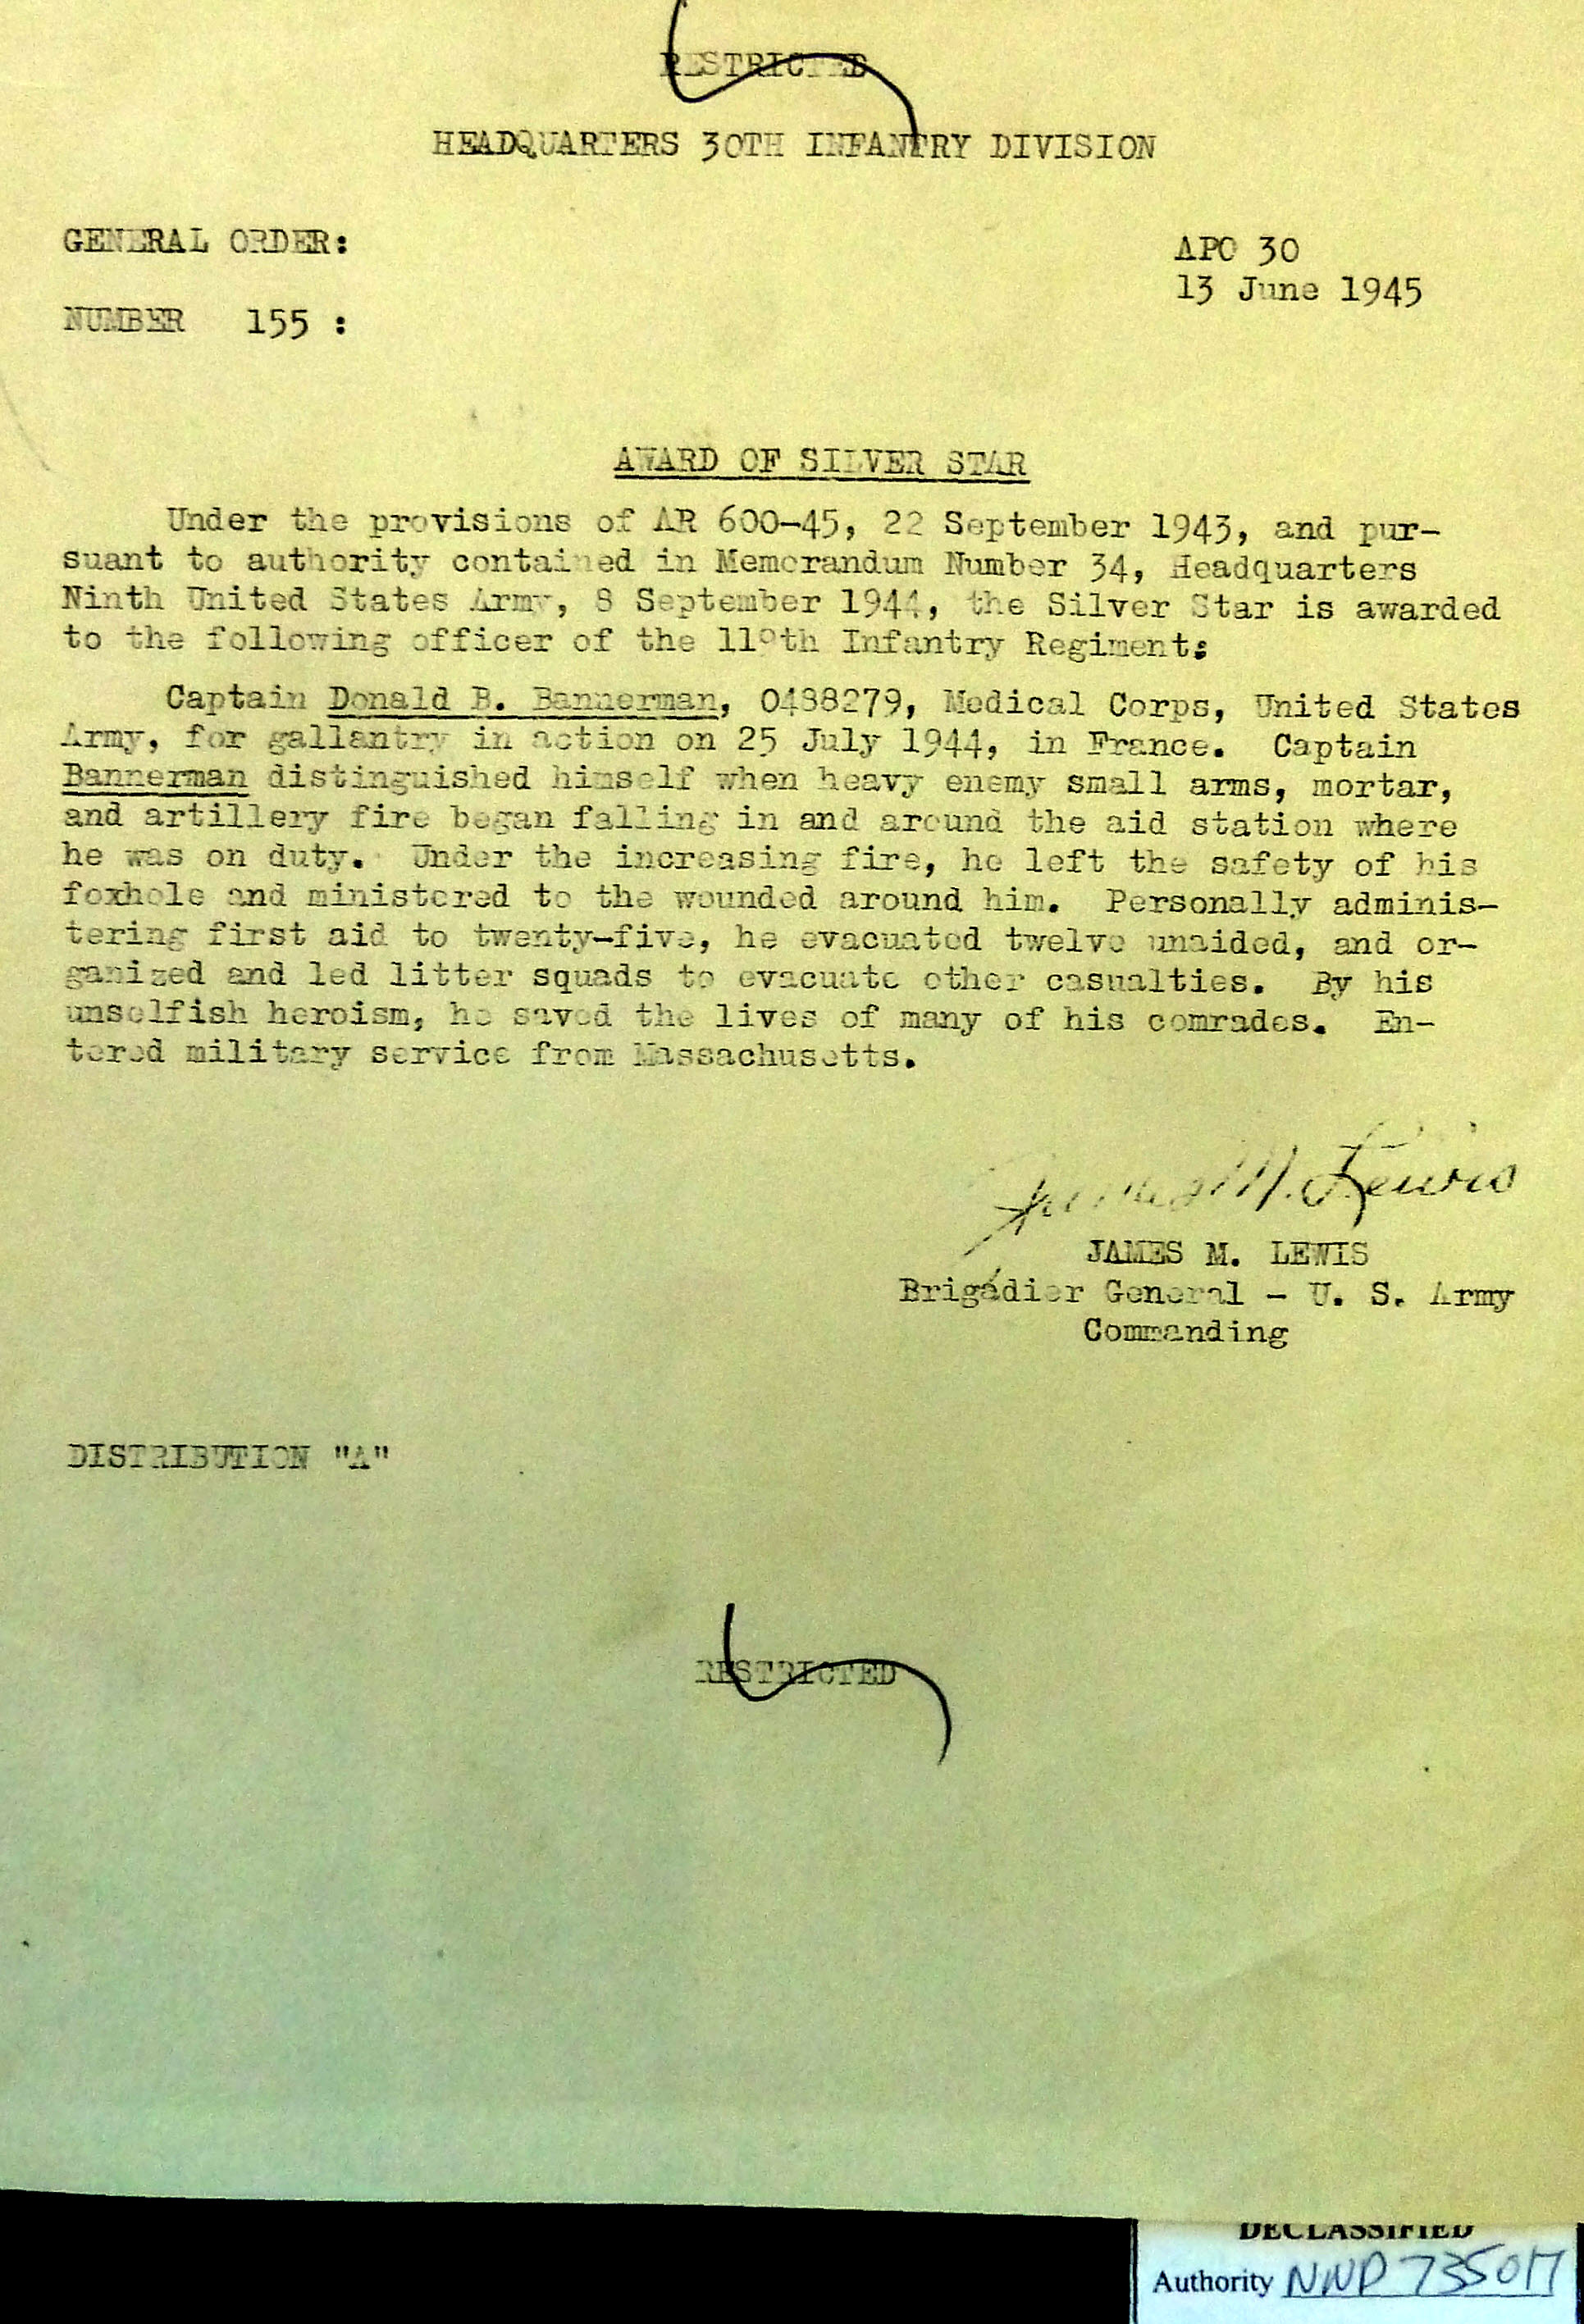 RESTRICTED
HEADQUARTERS 30TH INFANTRY DIVISION
GENERAL ORDER:
APO 30
13 June 1945
NUMBER 155 :
AWARD OF SILVER STAR
Under the provisions of AR 600-45, 22 September 1943, and pur-
suant to authority contained in Memorandum Number 34, Headquarters
Ninth United States Army, 8 September 1944, the Silver Star is awarded
to the following officer of the Infantry Regiment:
Captain Donald B. Bannerman, 0488279, Medical Corps, United States
Army, for gallantry in action on 25 July 1944, in France. Captain
Bannerman distinguished himself when heavy enemy small arms, mortar,
and artillery fire began falling in and around the aid station where
he was on duty. Under the increasing fire, he left the safety of his
foxhole and ministered to the wounded around him. Personally adminis-
tering first aid to twenty-five, he evacuated twelve unaided, and or-
ganized and led litter squads to evacuate other casualties. By his
unselfish heroism, he saved the lives of many of his comrades. En-
tered military service from Massachusetts.
James M. Lewis
JAMES M. LEWIS
Brigadier General - U. S. Army
Commanding
DISTRIBUTION "A"
RESTRICTED
DECLASSIFIED
Authority NND 735017